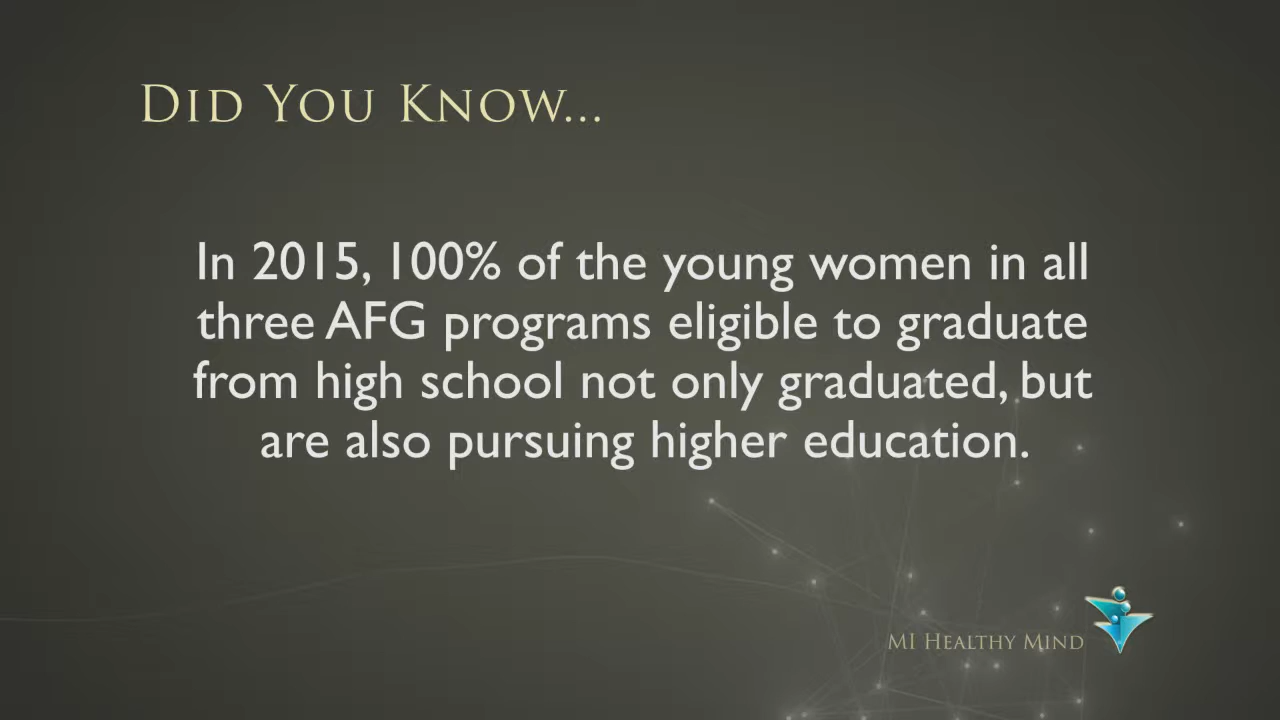 Did You Know...
In 2015, 100% of the young women in all
three AFG programs eligible to graduate
from high school not only graduated, but
are also pursuing higher education.
MI Healthy Mind